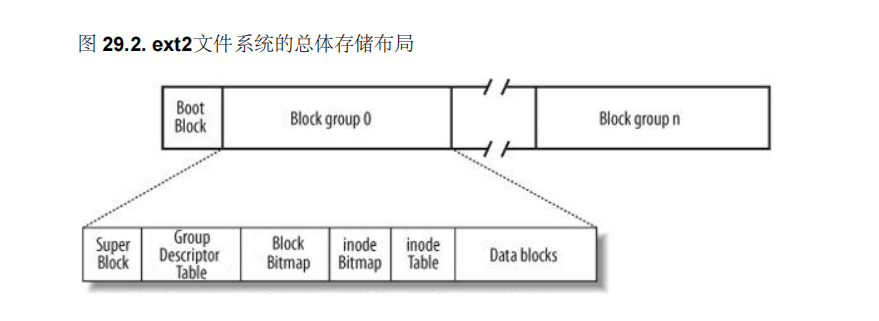 图 29.2. ext2文件系统的总体存储布局
Boot
Block
Block group 0
Block group n
Super
Block
Group
Descriptor
Table
Block
Bitmap
inode
Bitmap
inode
Table
Data blocks